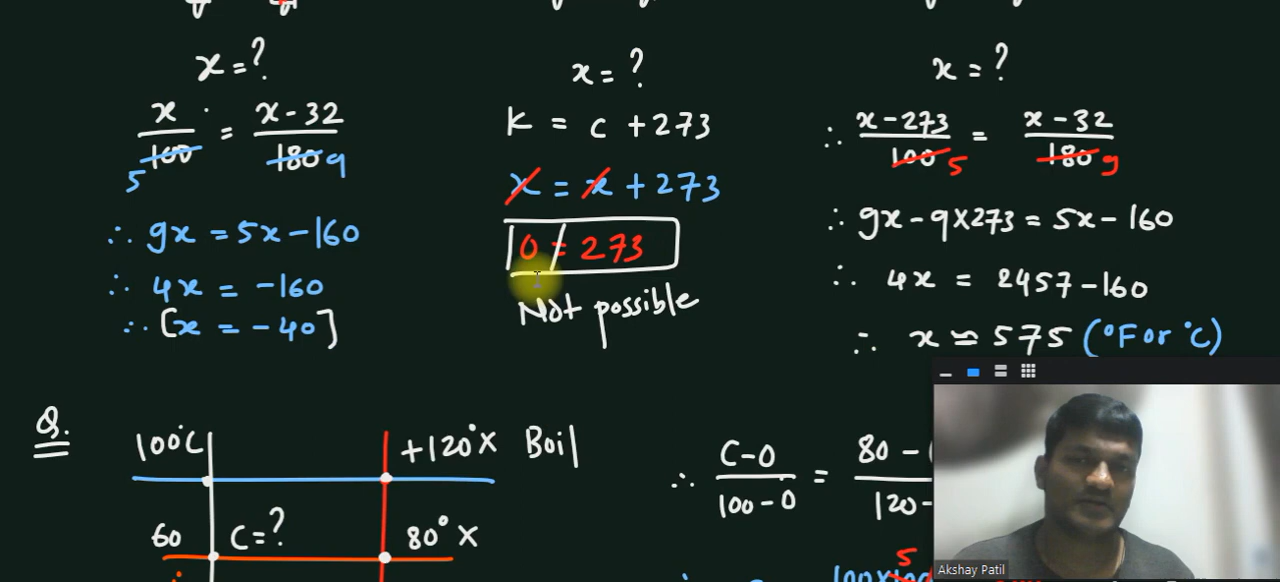 x = ?
x/100 = x - 32/180
5 9
∴ 9x = 5x - 160
∴ 4x = -160
∴ [x = -40]
x = ?
K = C + 273
x = x + 273
0 = 273
Not possible
x = ?
∴ x - 273/100 = x - 32/180
5 9
∴ 9x - 9×273 = 5x - 160
∴ 4x = 2457 - 160
∴ x ≃ 575 (°F or °C)
Q.
100°C +120°X Boil
60 C = ? 80°X
∴ C-0/100-0 = 80 -/120-
5
Akshay Patil